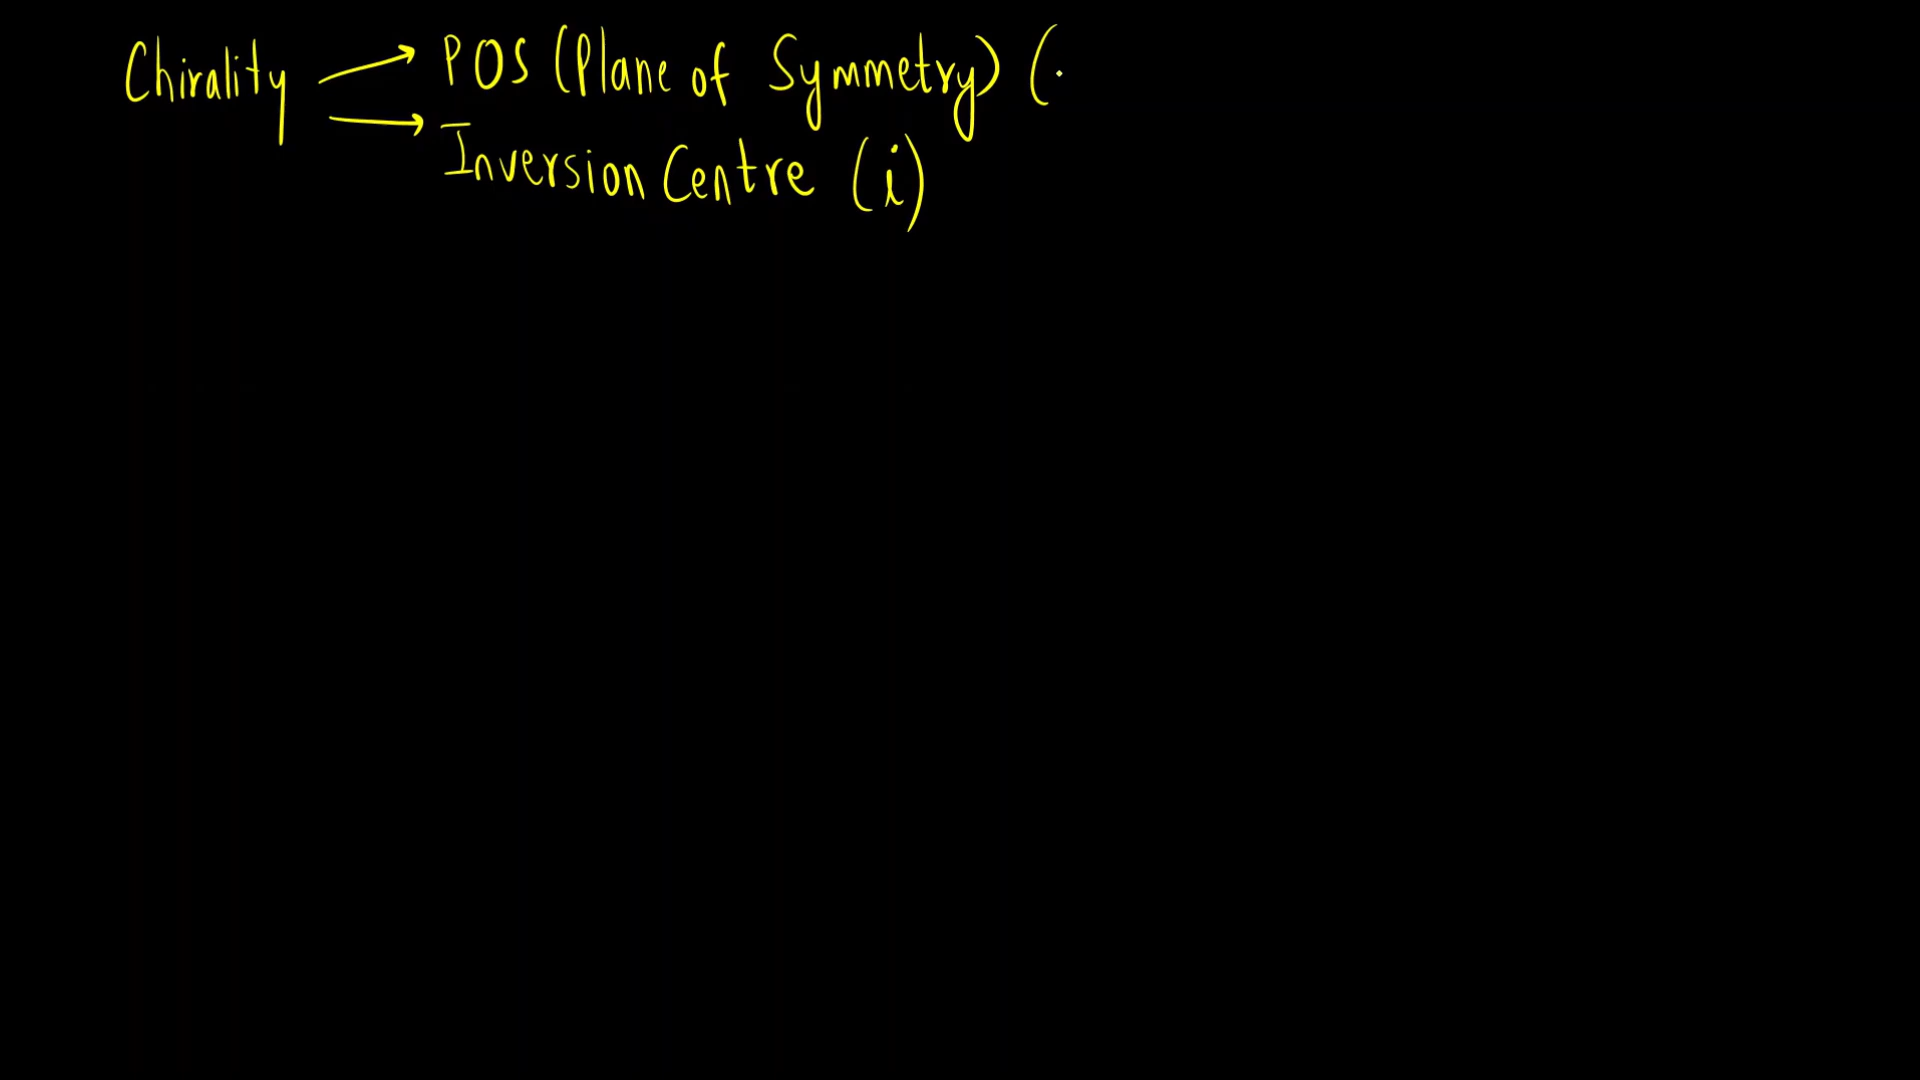 Chirality → POS (Plane of Symmetry) (·
→ Inversion Centre (i)